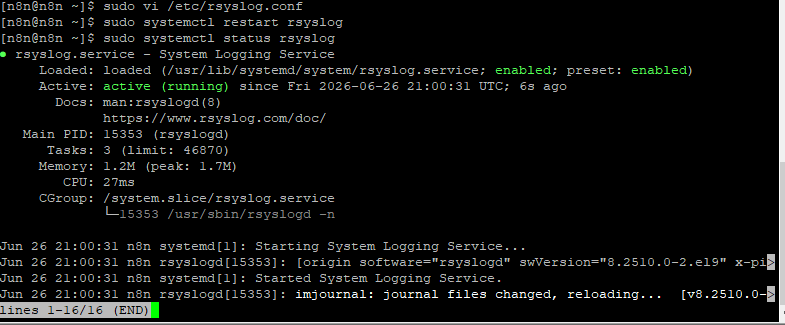 [n8n@n8n ~]$ sudo vi /etc/rsyslog.conf
[n8n@n8n ~]$ sudo systemctl restart rsyslog
[n8n@n8n ~]$ sudo systemctl status rsyslog
● rsyslog.service - System Logging Service
     Loaded: loaded (/usr/lib/systemd/system/rsyslog.service; enabled; preset: enabled)
     Active: active (running) since Fri 2026-06-26 21:00:31 UTC; 6s ago
       Docs: man:rsyslogd(8)
             https://www.rsyslog.com/doc/
   Main PID: 15353 (rsyslogd)
      Tasks: 3 (limit: 46870)
     Memory: 1.2M (peak: 1.7M)
        CPU: 27ms
     CGroup: /system.slice/rsyslog.service
             └─15353 /usr/sbin/rsyslogd -n
Jun 26 21:00:31 n8n systemd[1]: Starting System Logging Service...
Jun 26 21:00:31 n8n rsyslogd[15353]: [origin software="rsyslogd" swVersion="8.2510.0-2.el9" x-pi>
Jun 26 21:00:31 n8n systemd[1]: Started System Logging Service.
Jun 26 21:00:31 n8n rsyslogd[15353]: imjournal: journal files changed, reloading...  [v8.2510.0->
lines 1-16/16 (END)